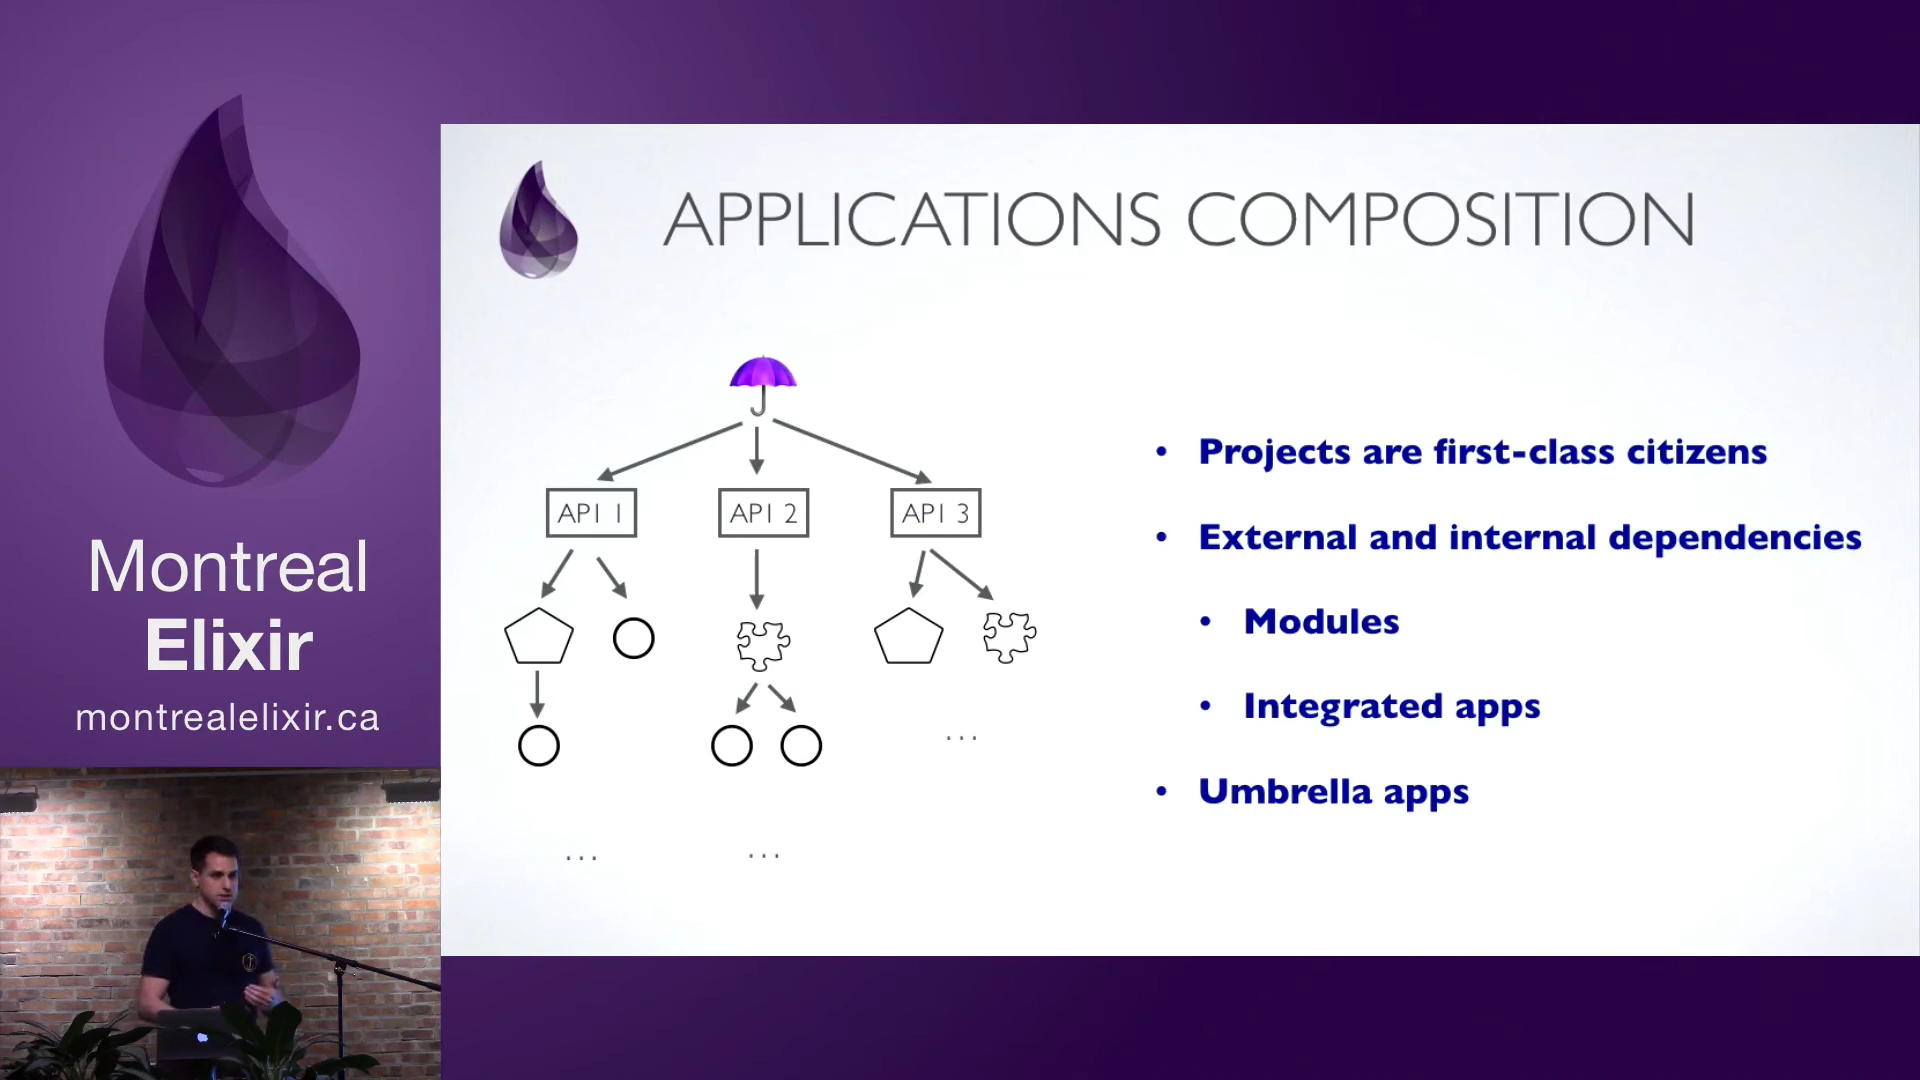 Montreal
Elixir
montrealelixir.ca
APPLICATIONS COMPOSITION
API 1
API 2
API 3
...
...
...
• Projects are first-class citizens
• External and internal dependencies
• Modules
• Integrated apps
• Umbrella apps